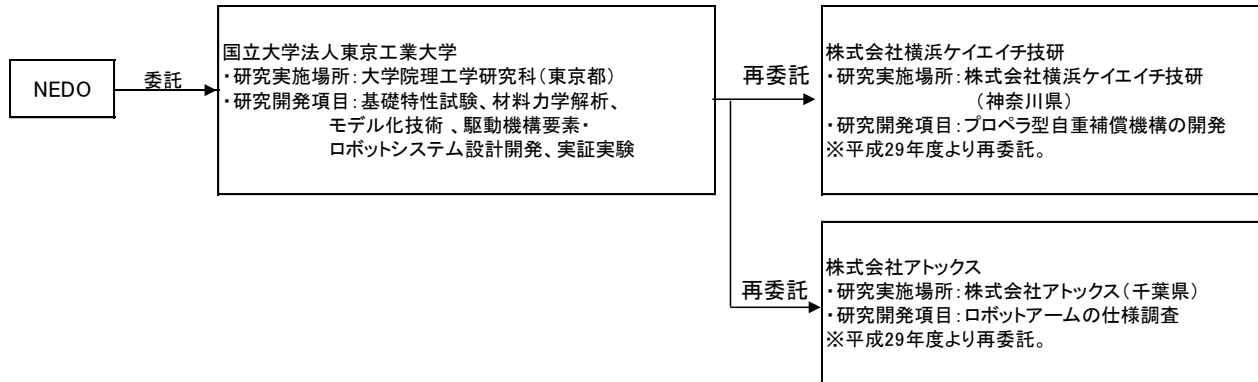 NEDO
委託
国立大学法人東京工業大学
・研究実施場所：大学院理工学研究科（東京都）
・研究開発項目：基礎特性試験、材料力学解析、
モデル化技術 、駆動機構要素・
ロボットシステム設計開発、実証実験
再委託
株式会社横浜ケイエイチ技研
・研究実施場所：株式会社横浜ケイエイチ技研
（神奈川県）
・研究開発項目：プロペラ型自重補償機構の開発
※平成29年度より再委託。
再委託
株式会社アトックス
・研究実施場所：株式会社アトックス（千葉県）
・研究開発項目：ロボットアームの仕様調査
※平成29年度より再委託。